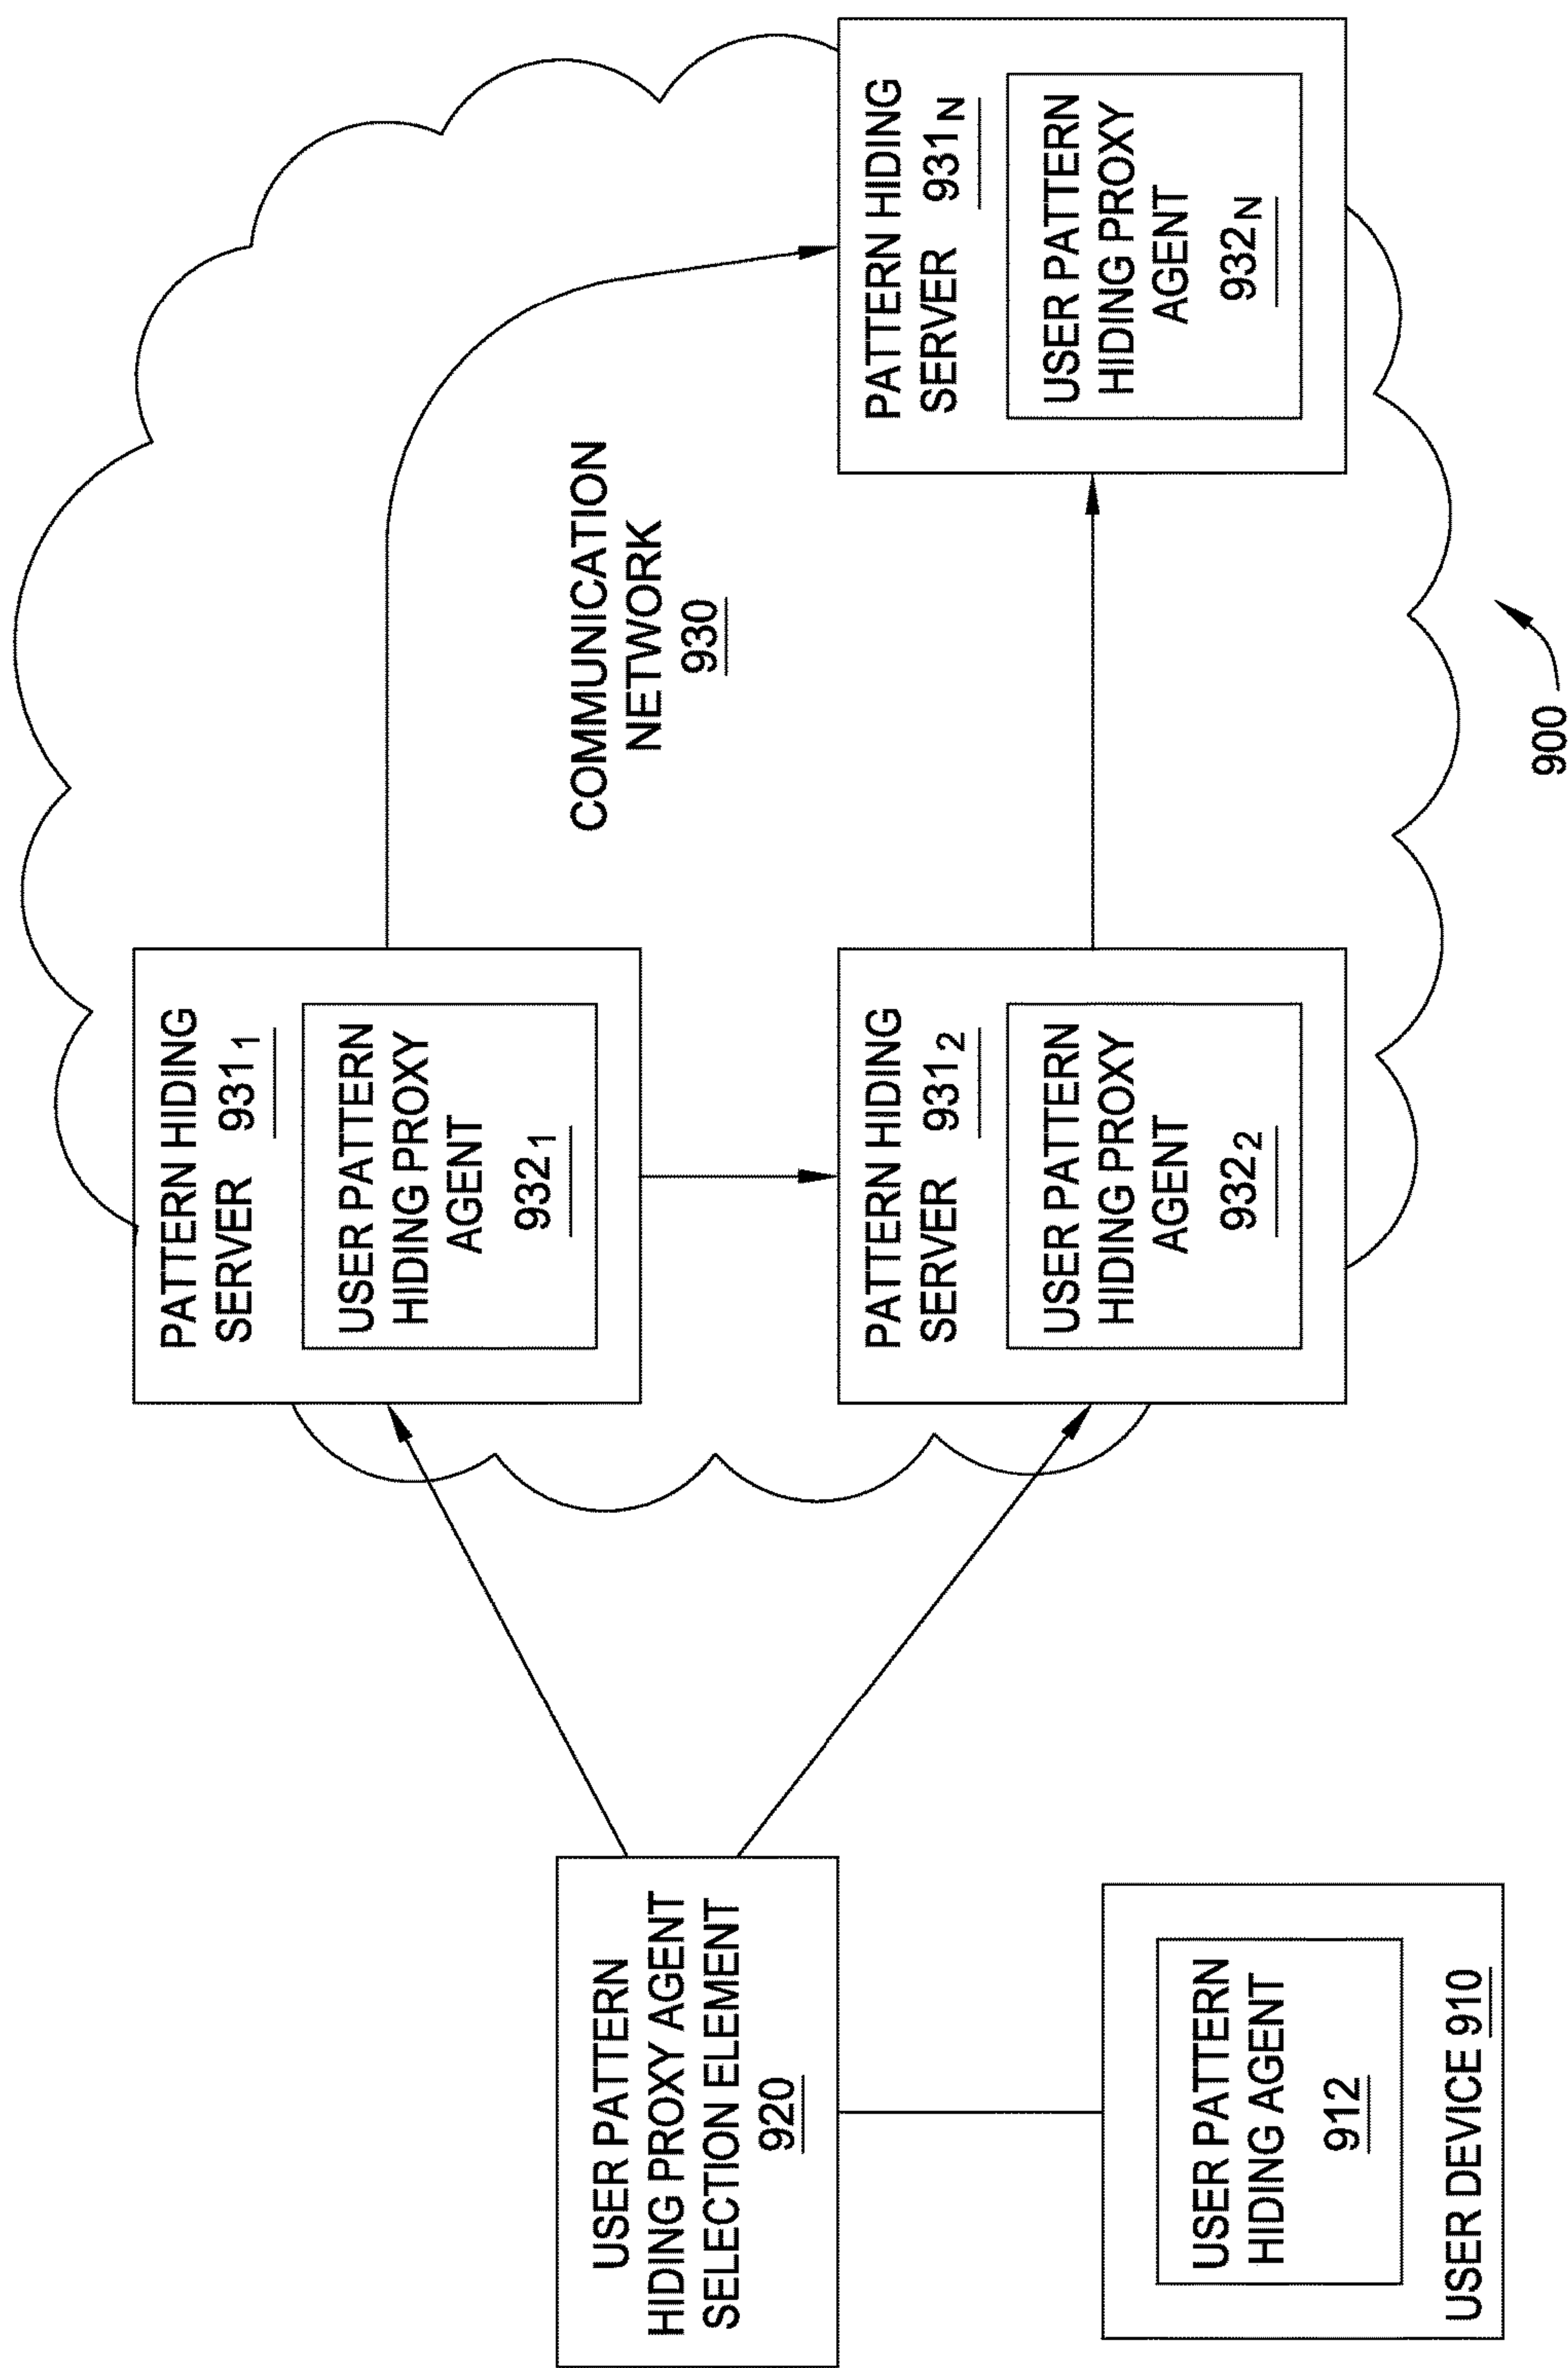 USER PATTERN
HIDING PROXY AGENT
SELECTION ELEMENT
920
USER PATTERN
HIDING AGENT
912
USER DEVICE 910
PATTERN HIDING
SERVER 931₁
USER PATTERN
HIDING PROXY
AGENT
932₁
PATTERN HIDING
SERVER 931₂
USER PATTERN
HIDING PROXY
AGENT
932₂
COMMUNICATION
NETWORK
930
PATTERN HIDING
SERVER 931N
USER PATTERN
HIDING PROXY
AGENT
932N
900